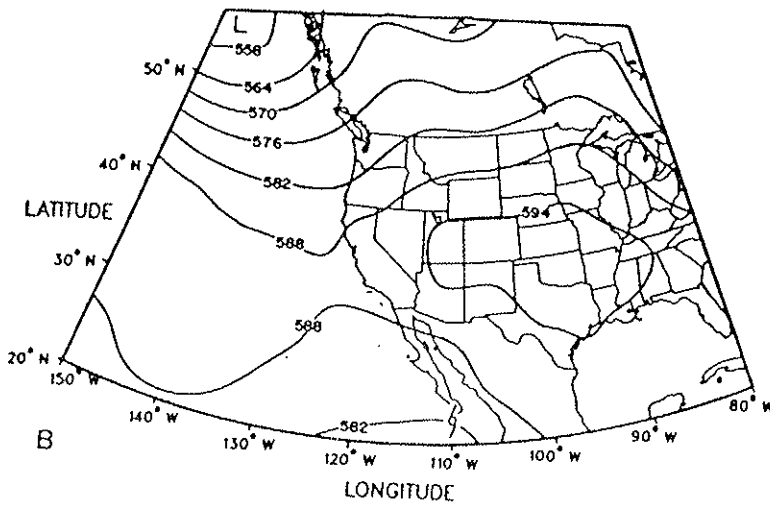 L
558
50° N
564
570
576
40° N
582
LATITUDE
594
588
30° N
588
20° N
150° W
582
80° W
140° W
90° W
B
130° W
100° W
120° W
110° W
LONGITUDE